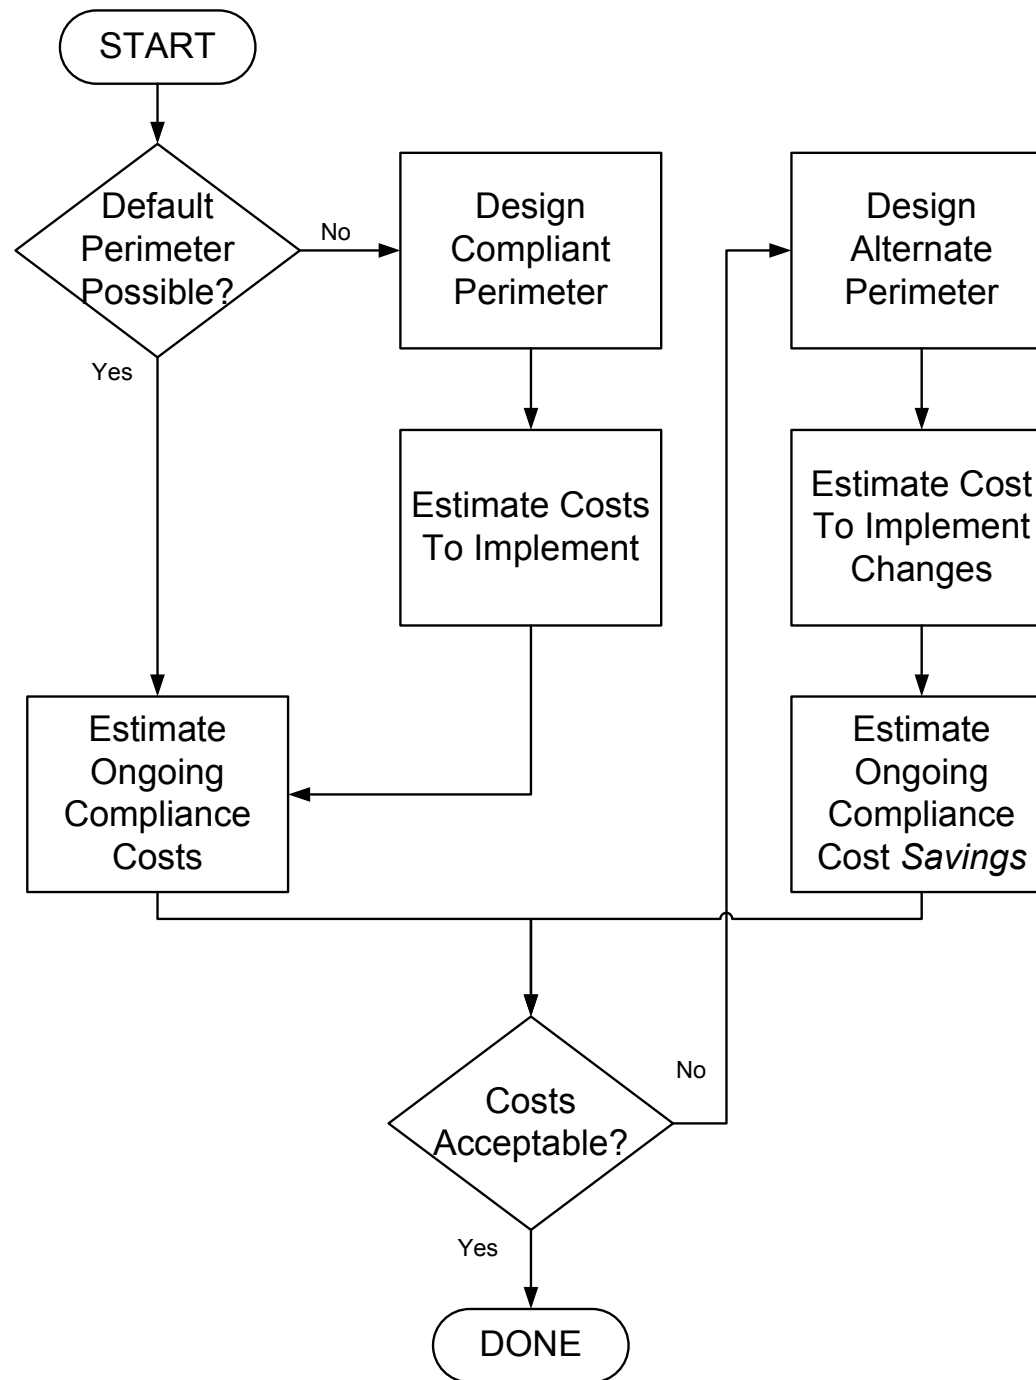 START
Default
Perimeter
Possible?
No
Yes
Design
Compliant
Perimeter
Estimate Costs
To Implement
Design
Alternate
Perimeter
Estimate Cost
To Implement
Changes
Estimate
Ongoing
Compliance
Costs
Estimate
Ongoing
Compliance
Cost Savings
Costs
Acceptable?
No
Yes
DONE